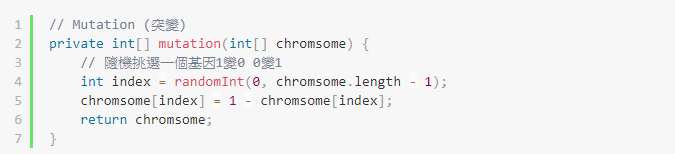 1 // Mutation (突變)
2 private int[] mutation(int[] chromsome) {
3 // 隨機挑選一個基因1變0 0變1
4 int index = randomInt(0, chromsome.length - 1);
5 chromsome[index] = 1 - chromsome[index];
6 return chromsome;
7 }